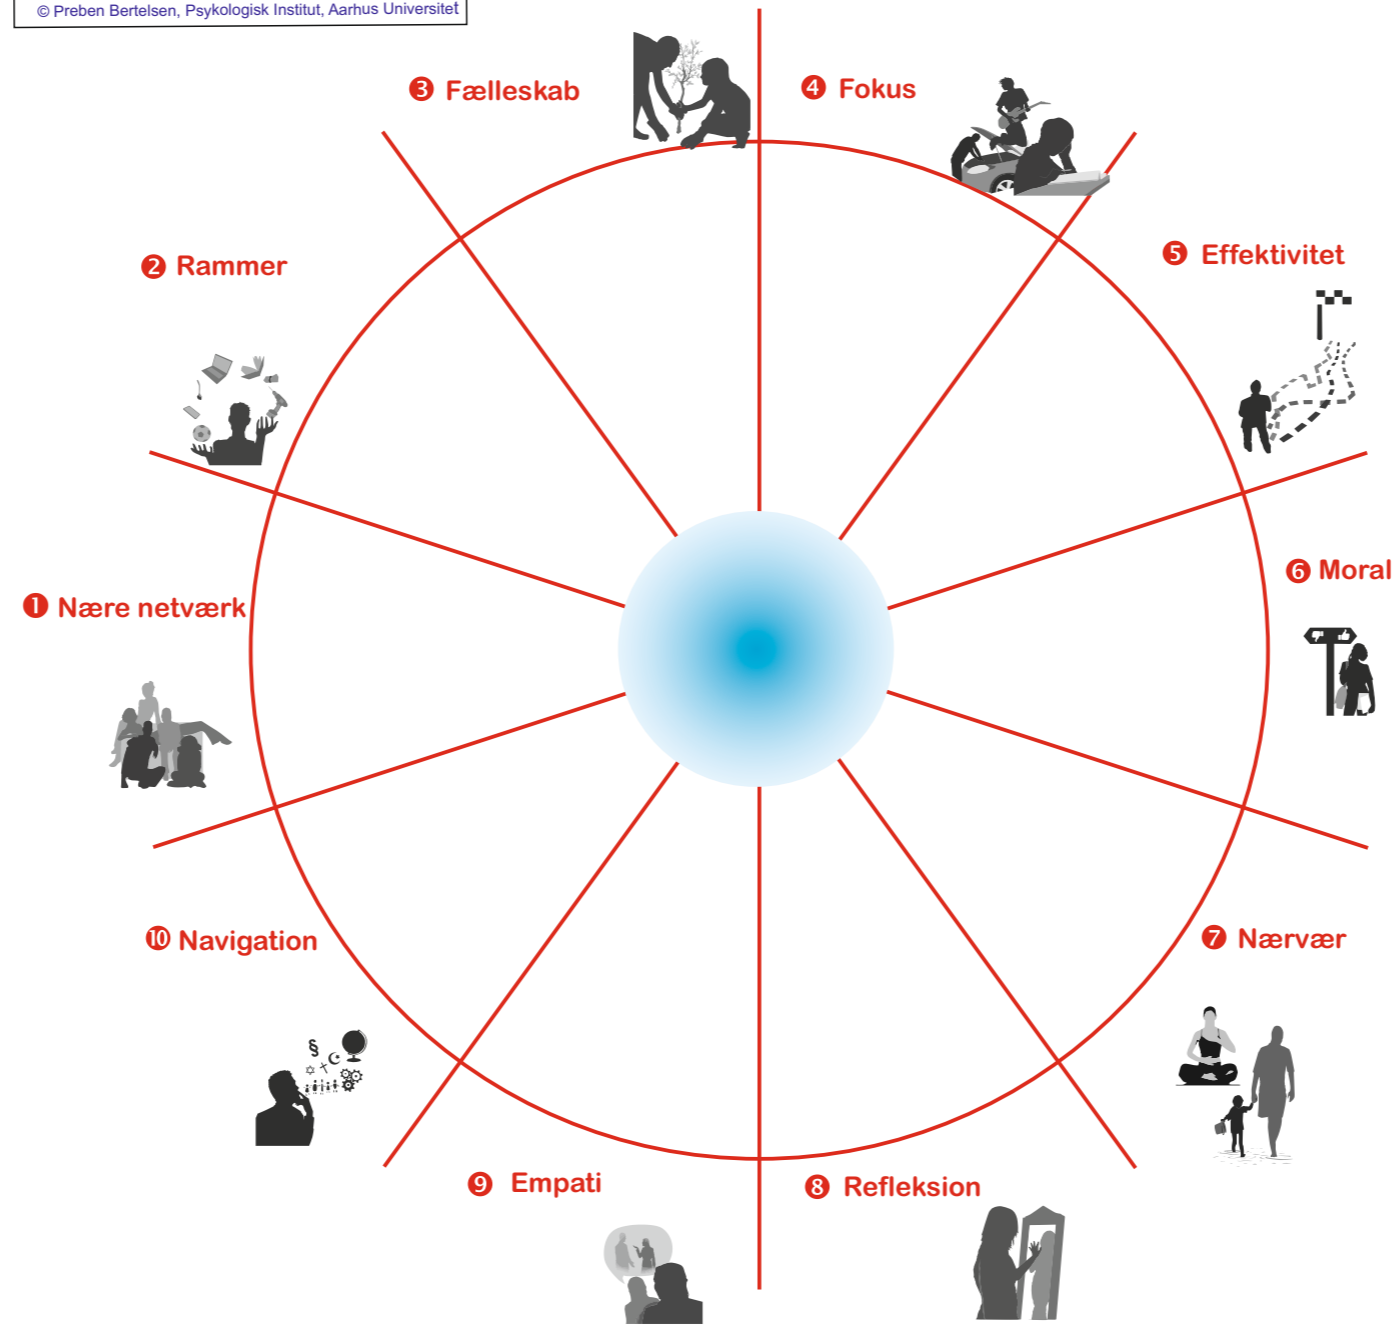 © Preben Bertelsen, Psykologisk Institut, Aarhus Universitet
❶ Nære netværk
❷ Rammer
❸ Fælleskab
❹ Fokus
❺ Effektivitet
❻ Moral
❼ Nærvær
❽ Refleksion
❾ Empati
❿ Navigation
§